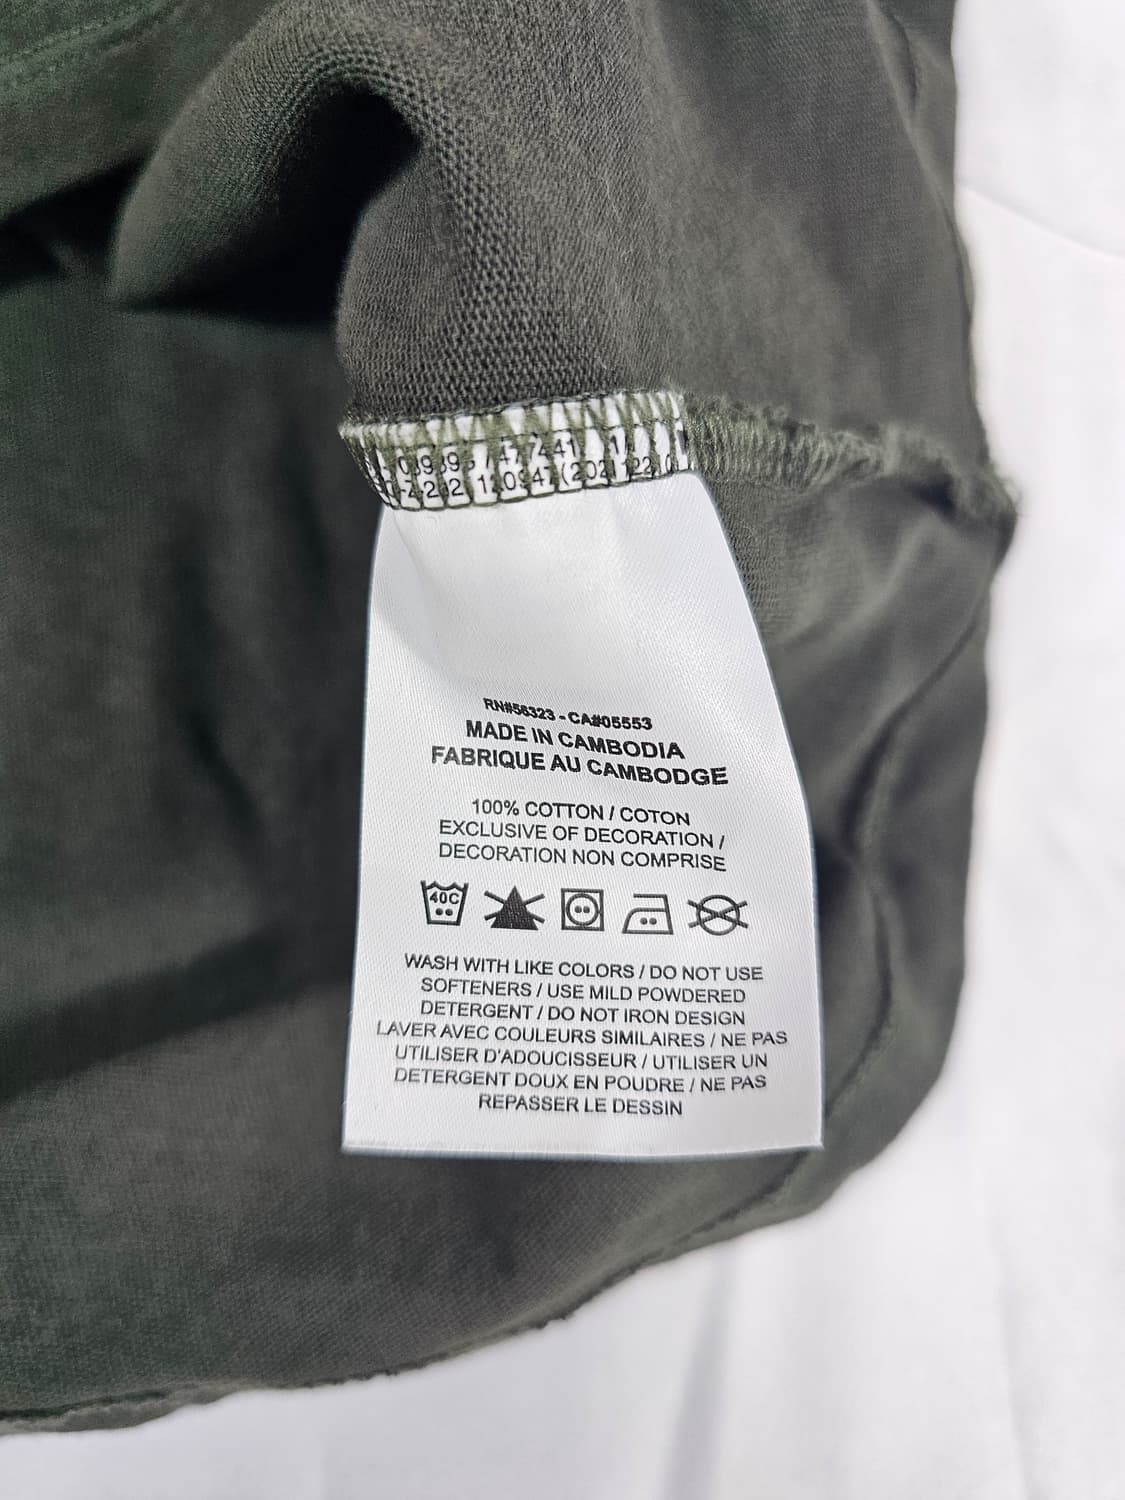 RN#56323 - CA#05553
MADE IN CAMBODIA
FABRIQUE AU CAMBODGE
100% COTTON / COTON
EXCLUSIVE OF DECORATION /
DECORATION NON COMPRISE
40C
WASH WITH LIKE COLORS / DO NOT USE
SOFTENERS / USE MILD POWDERED
DETERGENT / DO NOT IRON DESIGN
LAVER AVEC COULEURS SIMILAIRES / NE PAS
UTILISER D'ADOUCISSEUR / UTILISER UN
DETERGENT DOUX EN POUDRE / NE PAS
REPASSER LE DESSIN